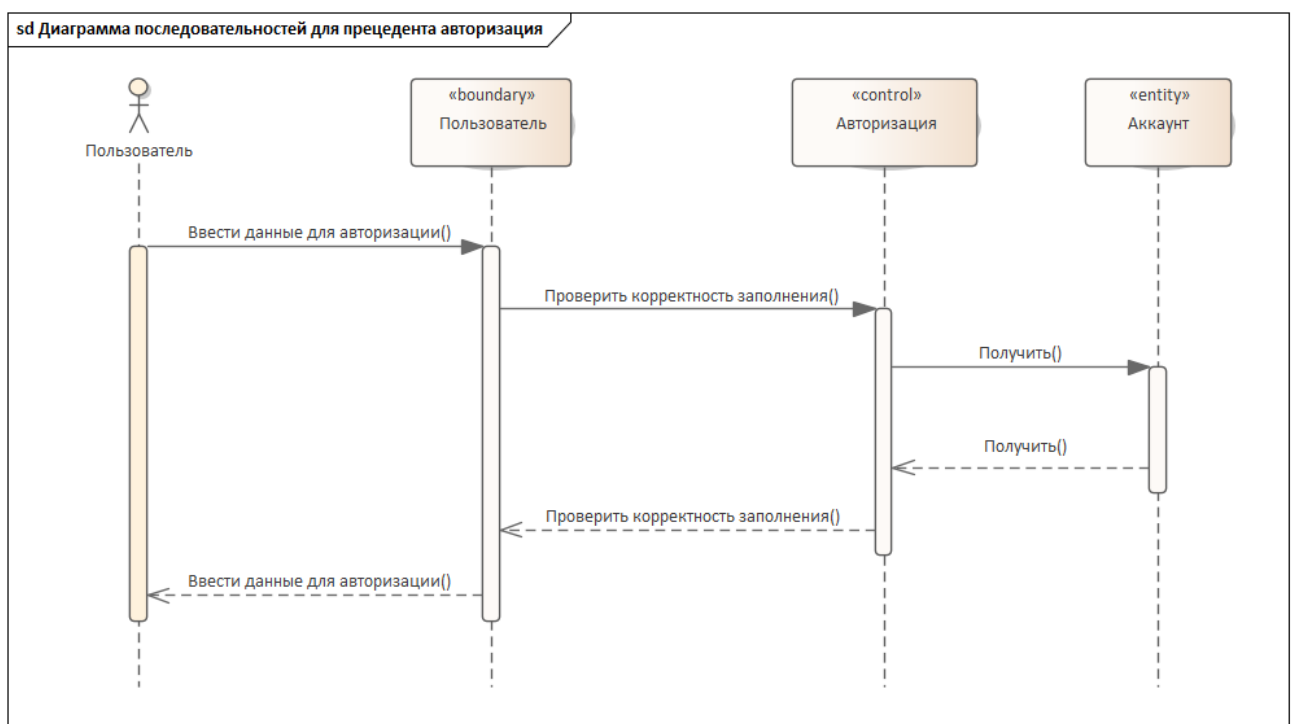 sd Диаграмма последовательностей для прецедента авторизация
Пользователь
«boundary»
Пользователь
«control»
Авторизация
«entity»
Аккаунт
Ввести данные для авторизации()
Проверить корректность заполнения()
Получить()
Получить()
Проверить корректность заполнения()
Ввести данные для авторизации()